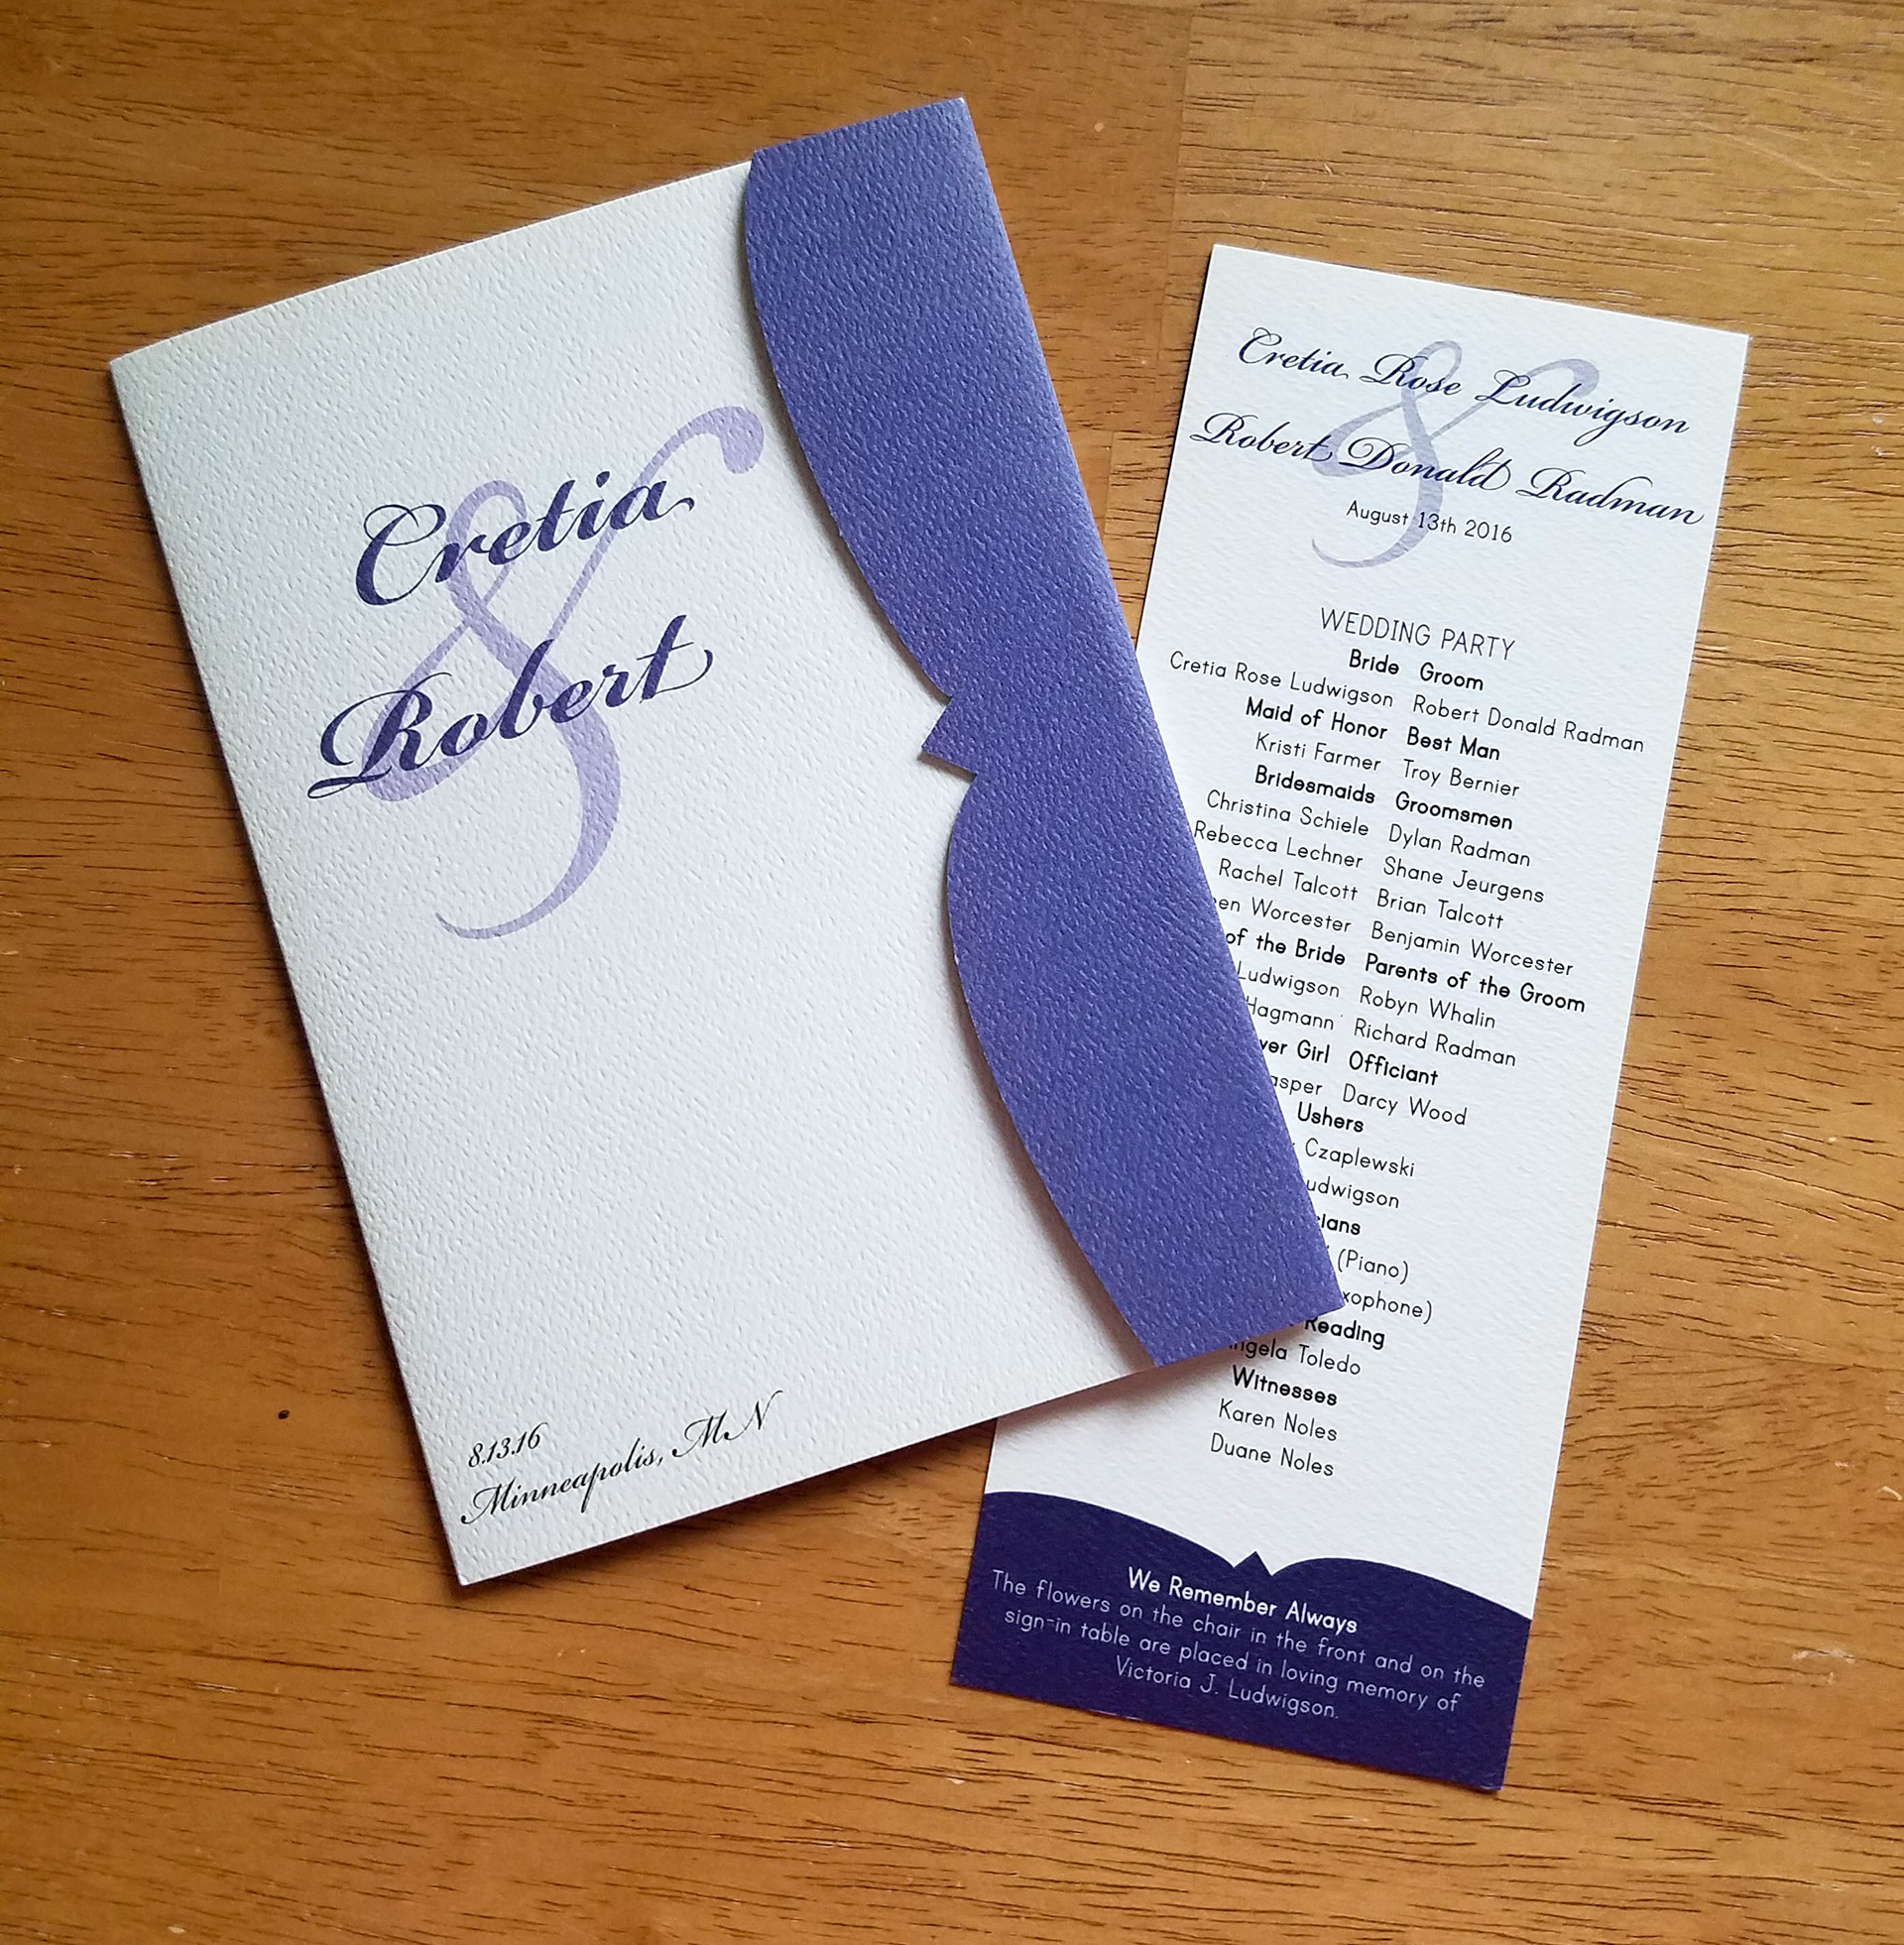 Cretia
&
Robert
8.13.16
Minneapolis, MN
&
Cretia Rose Ludwigson
Robert Donald Radman
August 13th 2016
WEDDING PARTY
Bride Groom
Cretia Rose Ludwigson Robert Donald Radman
Maid of Honor Best Man
Kristi Farmer Troy Bernier
Bridesmaids Groomsmen
Christina Schiele Dylan Radman
Rebecca Lechner Shane Jeurgens
Rachel Talcott Brian Talcott
Worcester Benjamin Worcester
of the Bride Parents of the Groom
Ludwigson Robyn Whalin
Hagmann Richard Radman
Girl Officiant
Darcy Wood
Ushers
Czaplewski
(Piano)
Reading
Toledo
Witnesses
Karen Noles
Duane Noles
We Remember Always
The flowers on the chair in the front and on the
sign-in table are placed in loving memory of
Victoria J. Ludwigson.